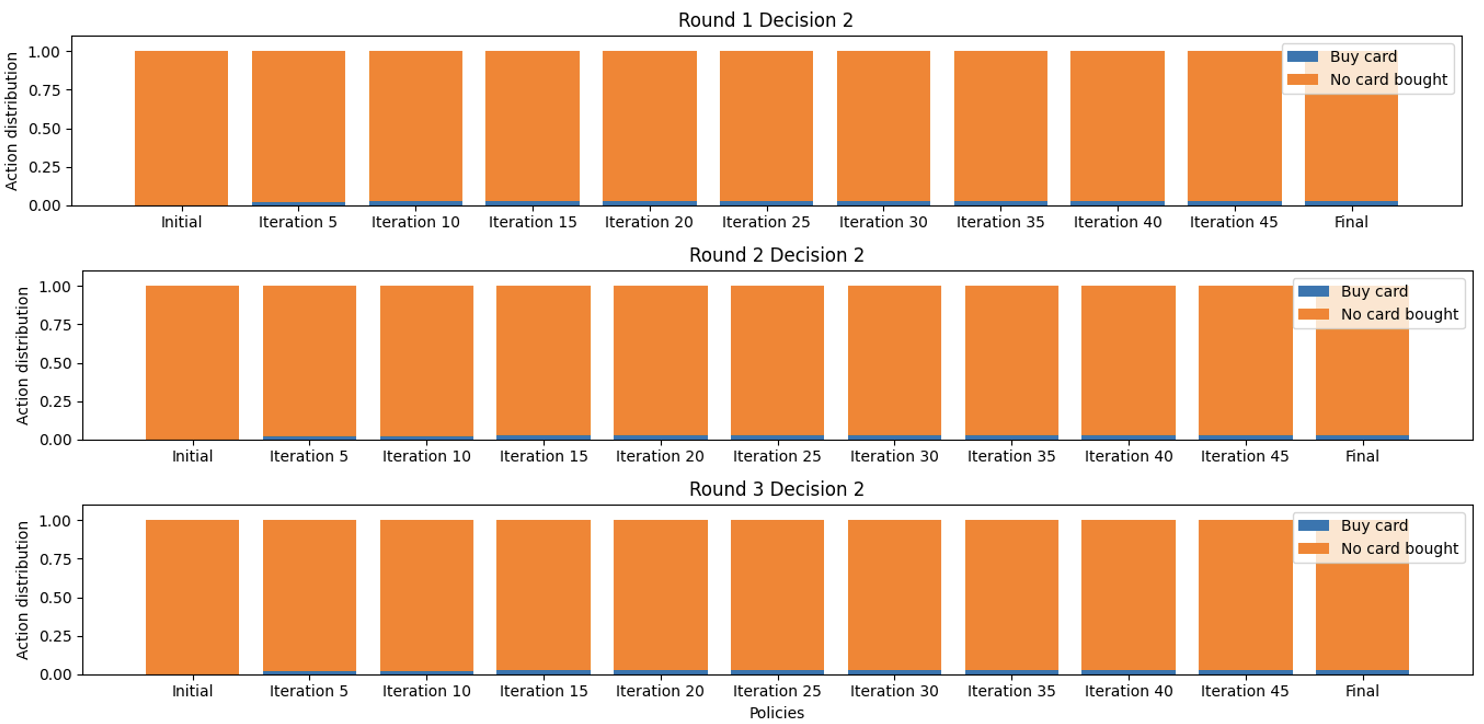 Round 1 Decision 2
Action distribution
1.00
0.75
0.50
0.25
0.00
Buy card
No card bought
Initial Iteration 5 Iteration 10 Iteration 15 Iteration 20 Iteration 25 Iteration 30 Iteration 35 Iteration 40 Iteration 45 Final
Round 2 Decision 2
Action distribution
1.00
0.75
0.50
0.25
0.00
Buy card
No card bought
Initial Iteration 5 Iteration 10 Iteration 15 Iteration 20 Iteration 25 Iteration 30 Iteration 35 Iteration 40 Iteration 45 Final
Round 3 Decision 2
Action distribution
1.00
0.75
0.50
0.25
0.00
Buy card
No card bought
Initial Iteration 5 Iteration 10 Iteration 15 Iteration 20 Iteration 25 Iteration 30 Iteration 35 Iteration 40 Iteration 45 Final
Policies